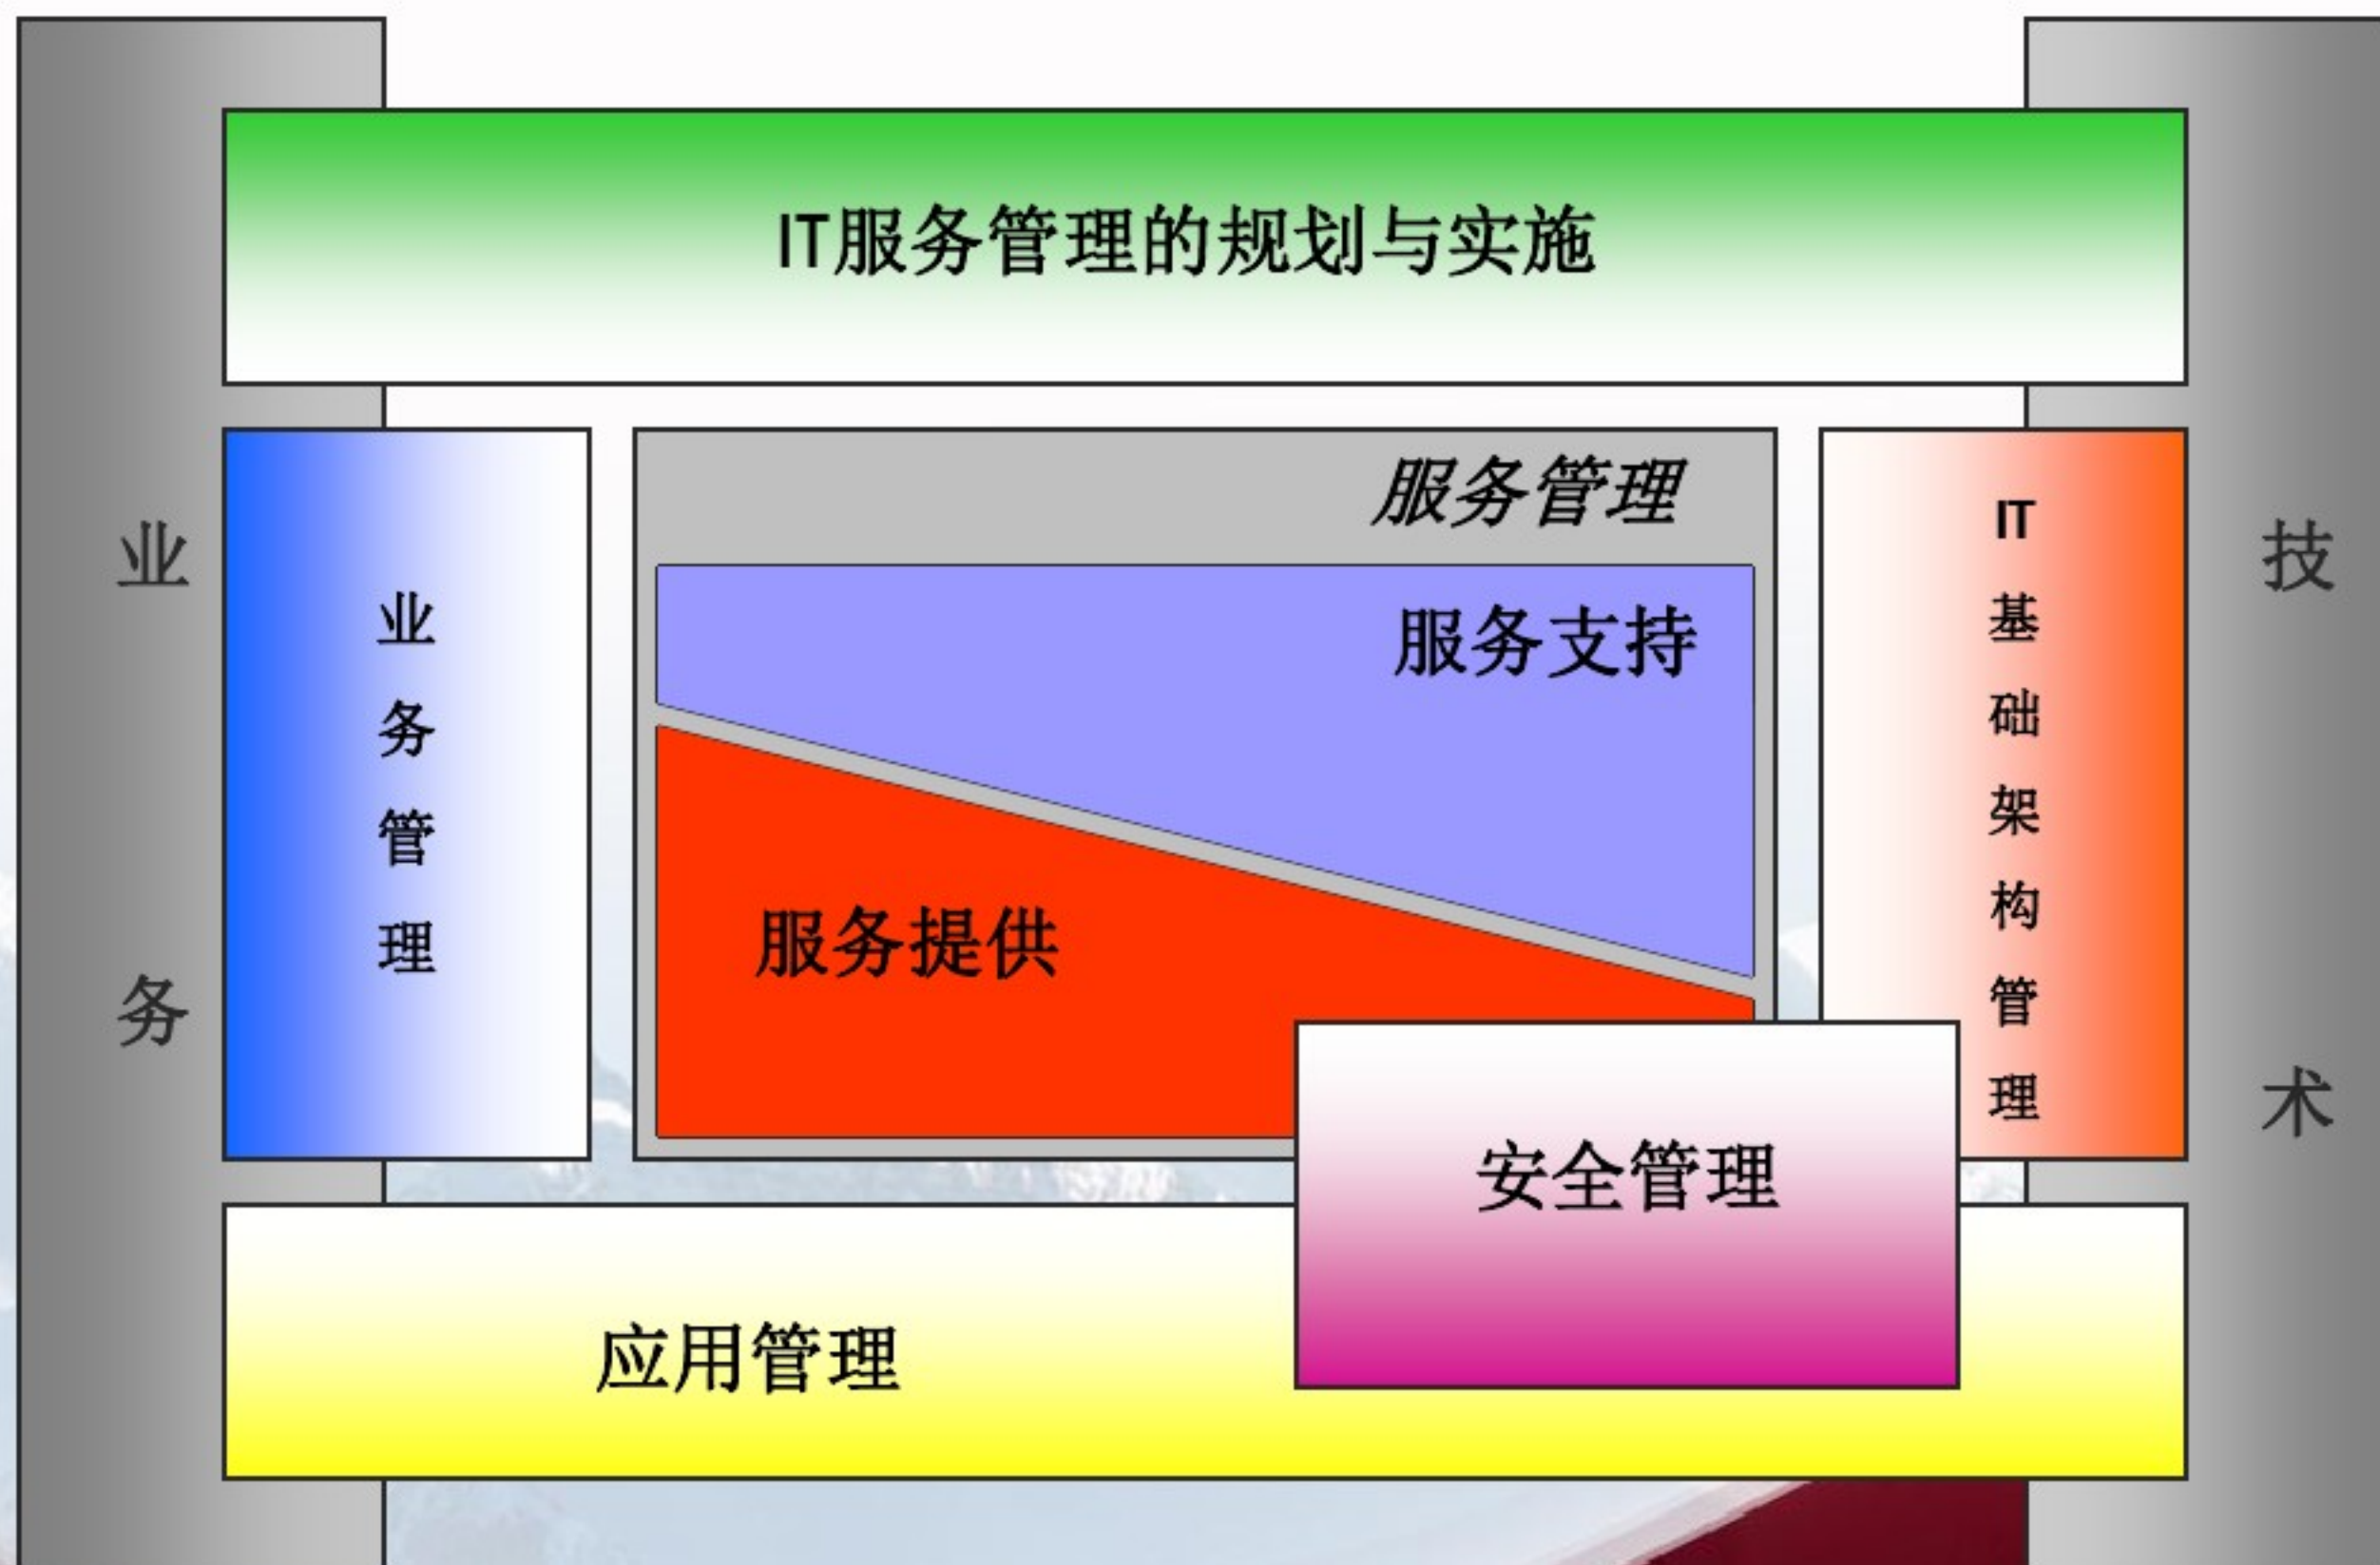 IT服务管理的规划与实施
业务
业务管理
服务管理
服务支持
服务提供
IT基础架构管理
技术
安全管理
应用管理